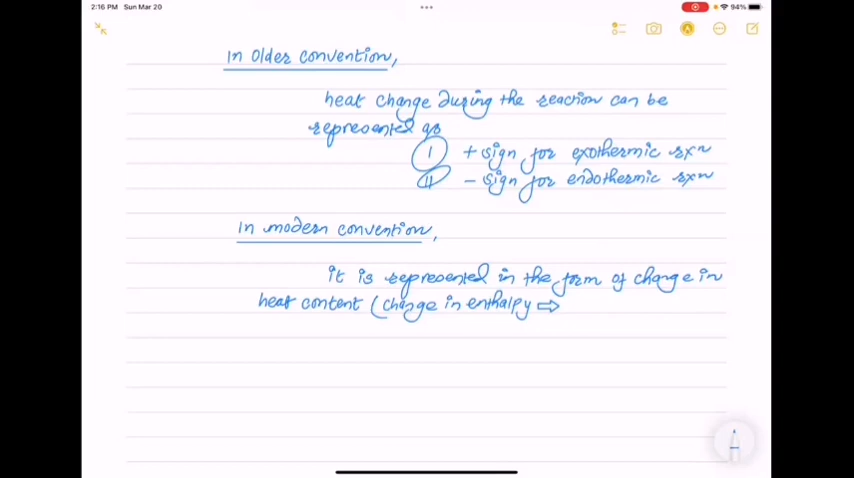 2:16 PM Sun Mar 20
94%
In older convention,
heat change during the reaction can be
represented as
I + sign for exothermic rxn
II - sign for endothermic rxn
In modern convention,
it is represented in the form of change in
heat content (change in enthalpy ⇒